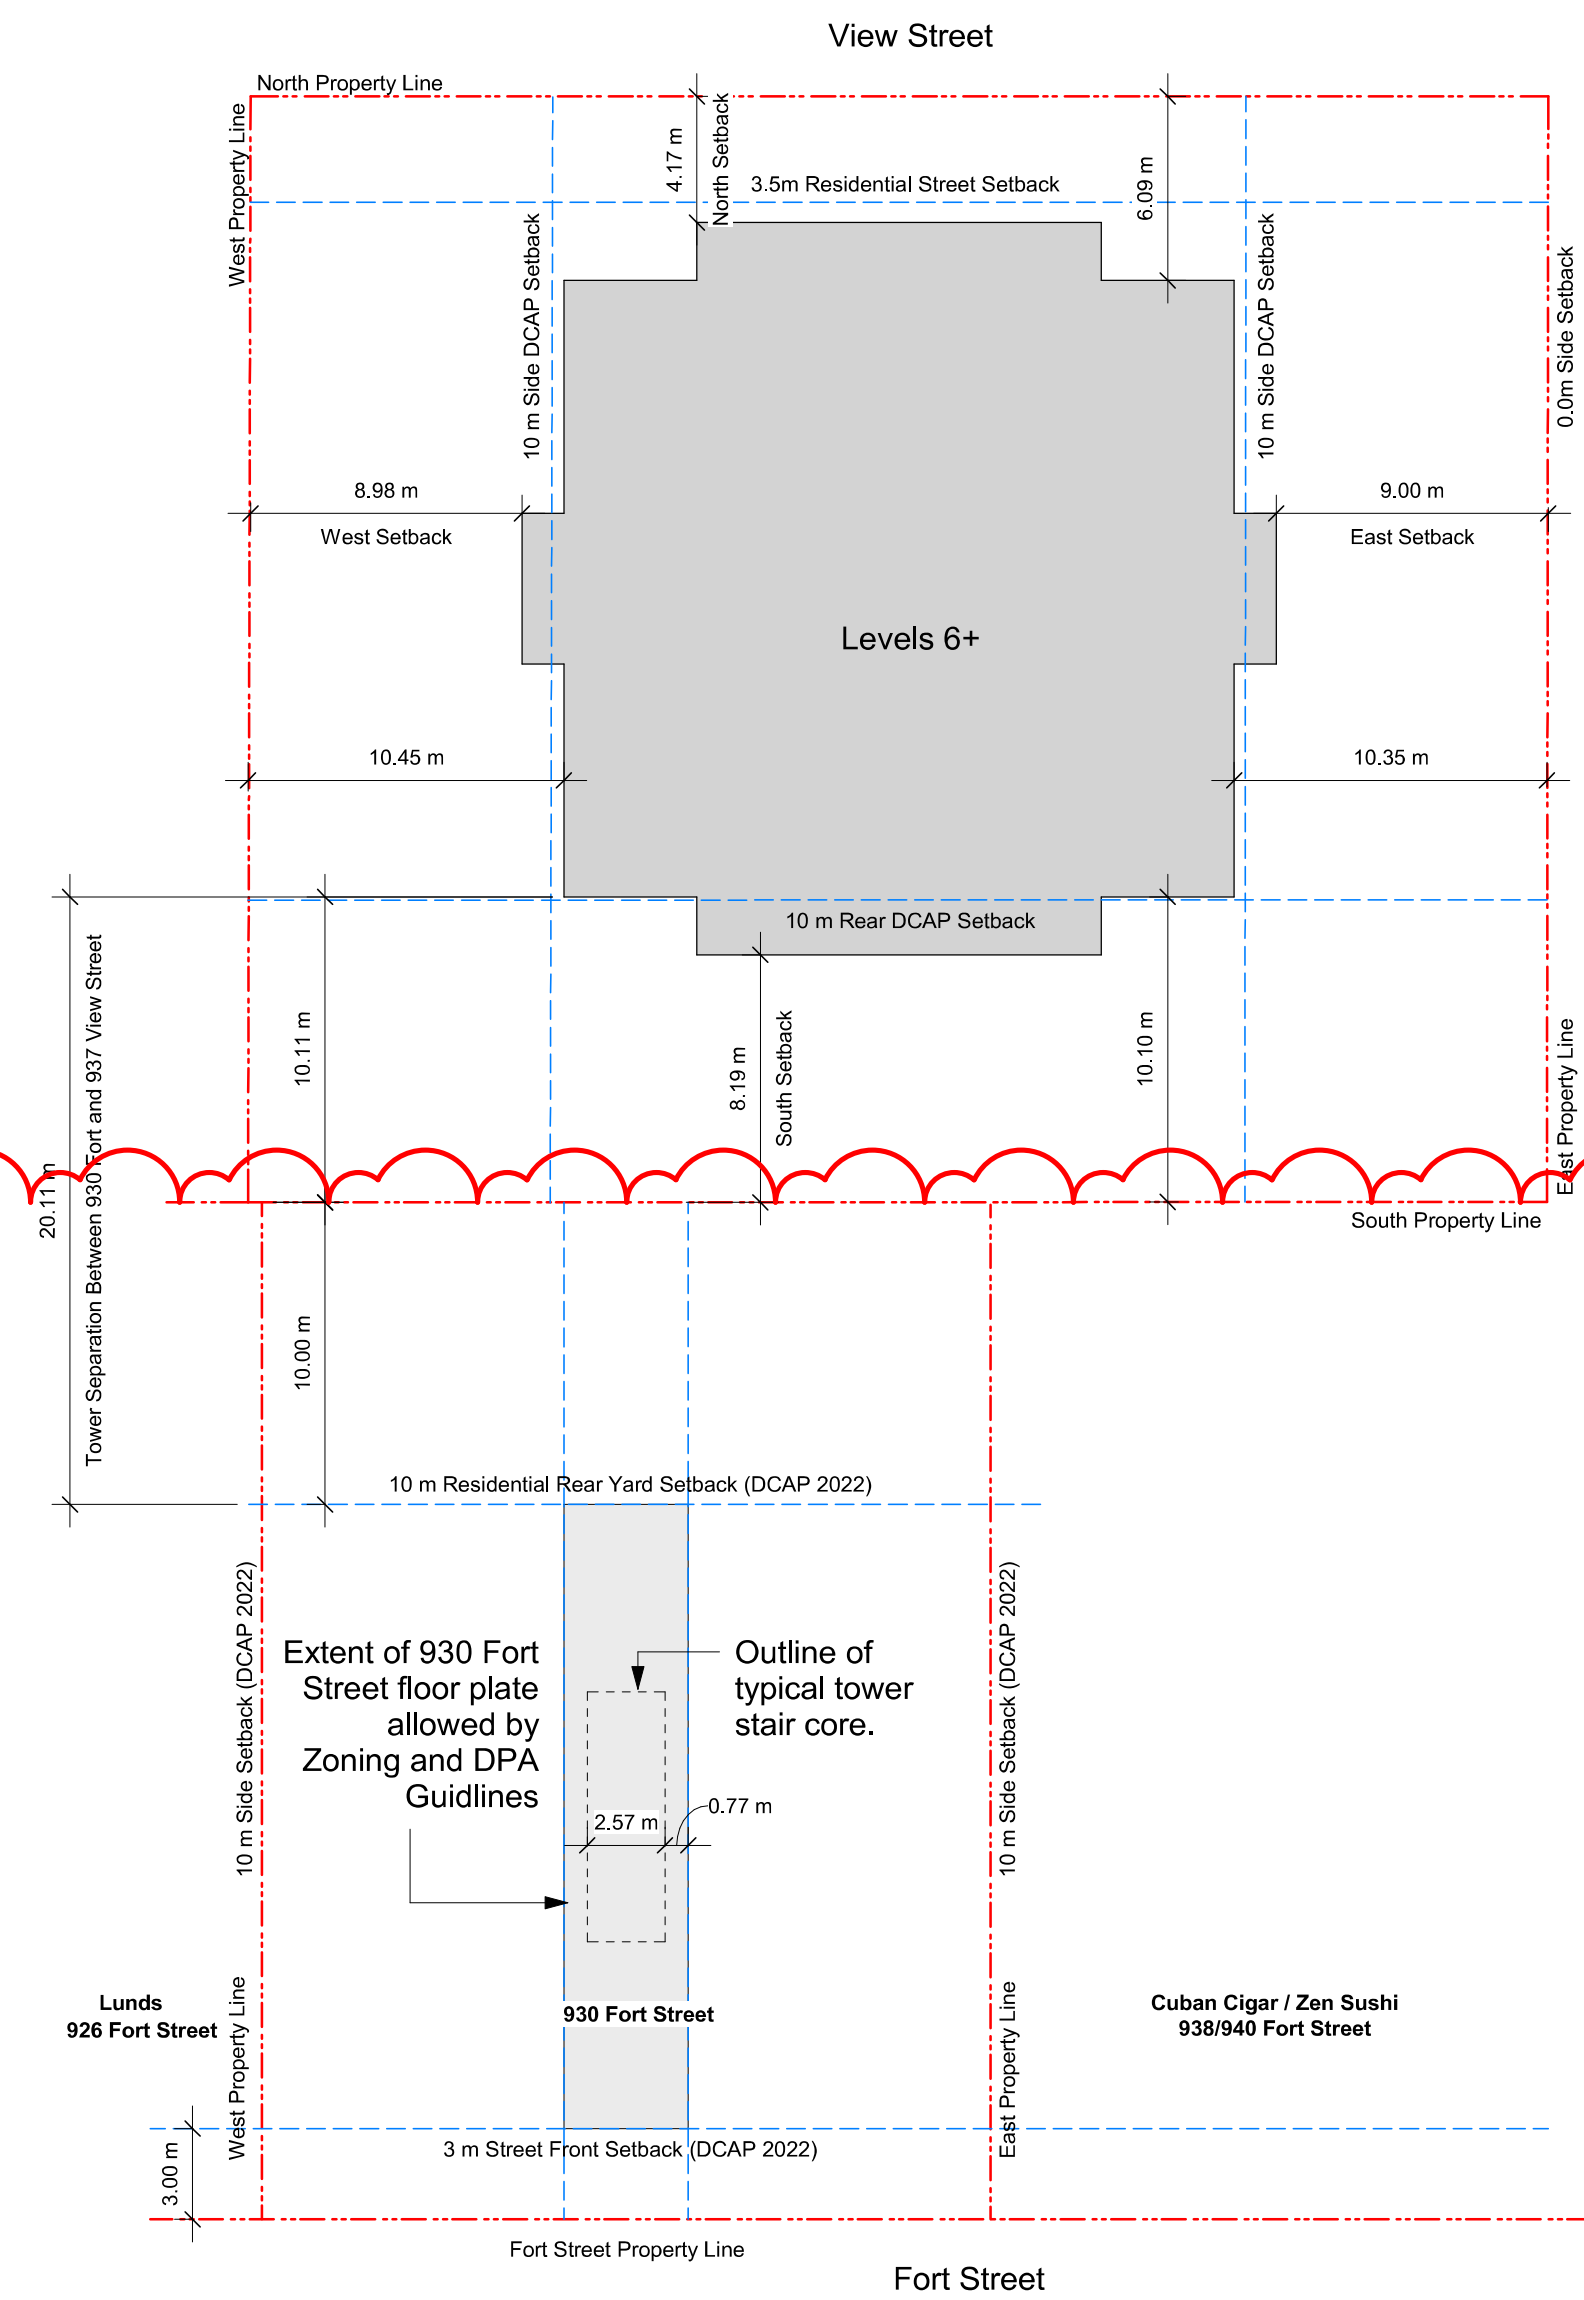 View Street
North Property Line
West Property Line
4.17 m
North Setback
6.09 m
3.5m Residential Street Setback
10 m Side DCAP Setback
10 m Side DCAP Setback
0.0m Side Setback
8.98 m
West Setback
9.00 m
East Setback
Levels 6+
10.45 m
10.35 m
10 m Rear DCAP Setback
20.11 m
Tower Separation Between 930 Fort and 937 View Street
10.11 m
8.19 m
South Setback
10.10 m
East Property Line
South Property Line
10.00 m
10 m Residential Rear Yard Setback (DCAP 2022)
10 m Side Setback (DCAP 2022)
10 m Side Setback (DCAP 2022)
Extent of 930 Fort
Street floor plate
allowed by
Zoning and DPA
Guidlines
Outline of
typical tower
stair core.
2.57 m
0.77 m
Lunds
926 Fort Street
West Property Line
930 Fort Street
East Property Line
Cuban Cigar / Zen Sushi
938/940 Fort Street
3.00 m
3 m Street Front Setback (DCAP 2022)
Fort Street Property Line
Fort Street